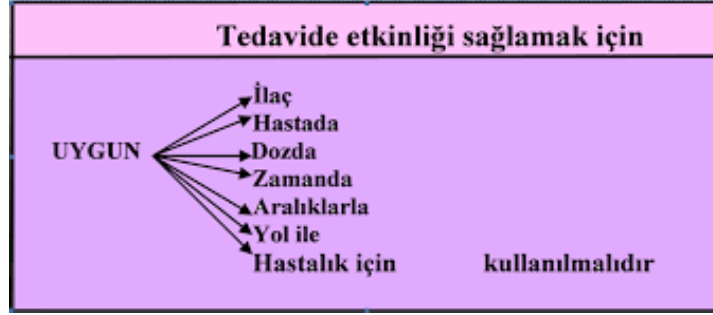 Tedavide etkinliği sağlamak için
İlaç
Hastada
UYGUN Dozda
Zamanda
Aralıklarla
Yol ile
Hastalık için kullanılmalıdır